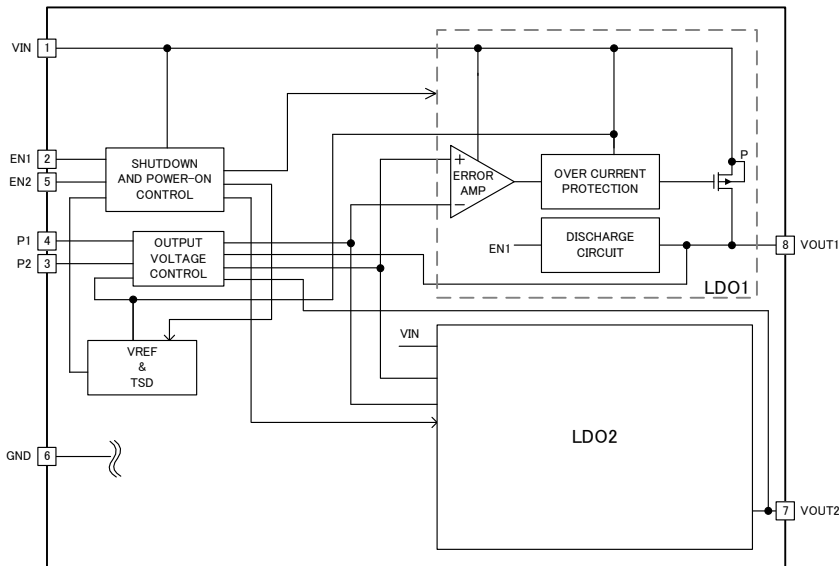 VIN 1
EN1 2
EN2 5
SHUTDOWN
AND POWER-ON
CONTROL
P1 4
P2 3
OUTPUT
VOLTAGE
CONTROL
VREF
&
TSD
GND 6
+
ERROR
AMP
−
OVER CURRENT
PROTECTION
P
EN1
DISCHARGE
CIRCUIT
LDO1
8 VOUT1
VIN
LDO2
7 VOUT2